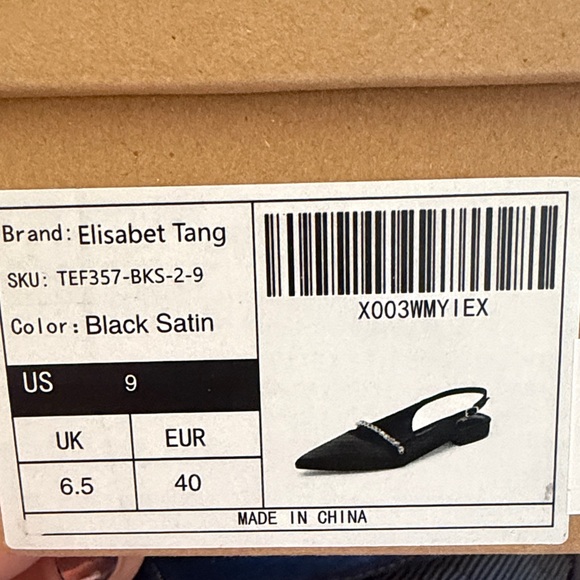 Brand: Elisabet Tang
SKU: TEF357-BKS-2-9
Color: Black Satin
X003WMYIEX
US 9
UK EUR
6.5 40
MADE IN CHINA